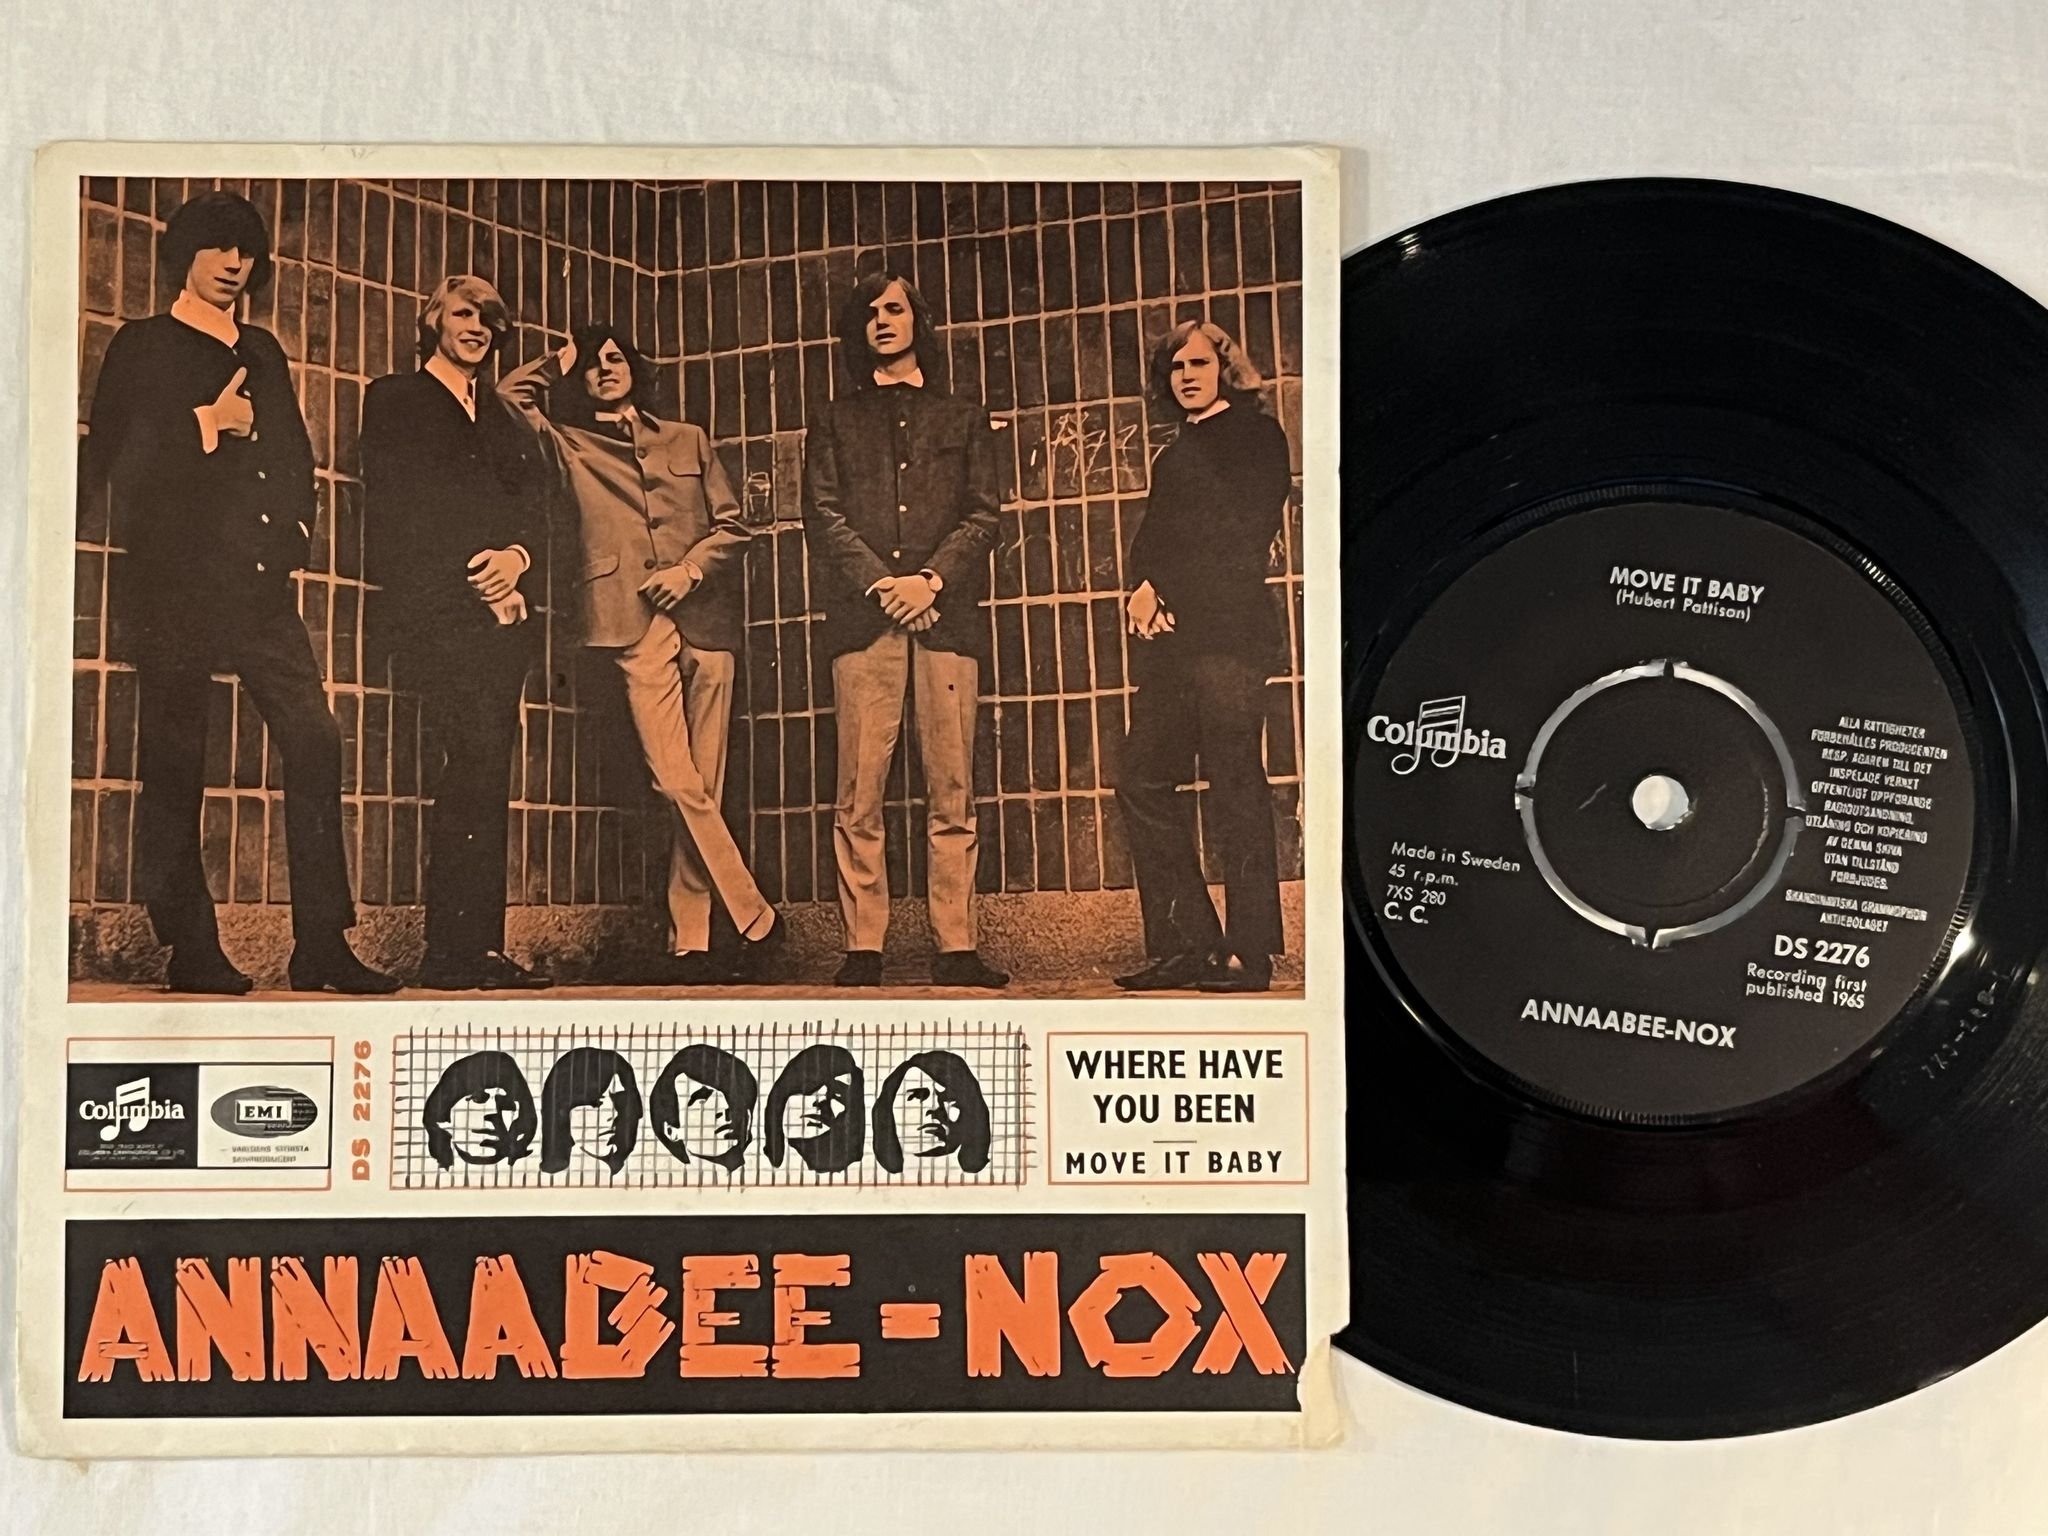 Columbia
EMI
VÄRLDENS STÖRSTA
DS 2276
WHERE HAVE
YOU BEEN
MOVE IT BABY
ANNAABEE-NOX
MOVE IT BABY
(Hubert Pattison)
Columbia
Made in Sweden
45 r.p.m.
7XS 280
C. C.
ALLA RÄTTIGHETER
FÖRBEHÅLLES PRODUCENTEN
RESP. ÄGAREN TILL DET
INSPELADE VERKET
OFFENTLIGT UPPFÖRANDE
RADIOUTSÄNDNING,
UTLÅNING OCH KOPIERING
AV DENNA SKIVA
UTAN TILLSTÅND
FÖRBJUDES.
SKANDINAVISKA GRAMMOPHON
AKTIEBOLAGET
DS 2276
Recording first
published 1965
ANNAABEE-NOX